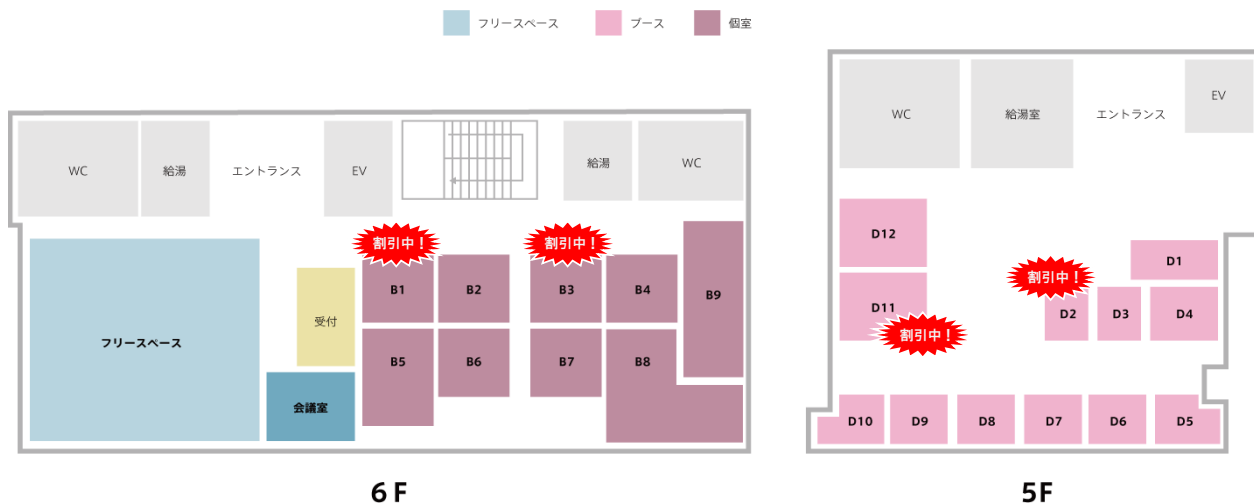 フリースペース
ブース
個室
WC
給湯
エントランス
EV
給湯
WC
割引中！
割引中！
B1
B2
B3
B4
B9
受付
フリースペース
B5
B6
B7
B8
会議室
6F
WC
給湯室
エントランス
EV
D12
D1
割引中！
D11
D2
D3
D4
割引中！
D10
D9
D8
D7
D6
D5
5F